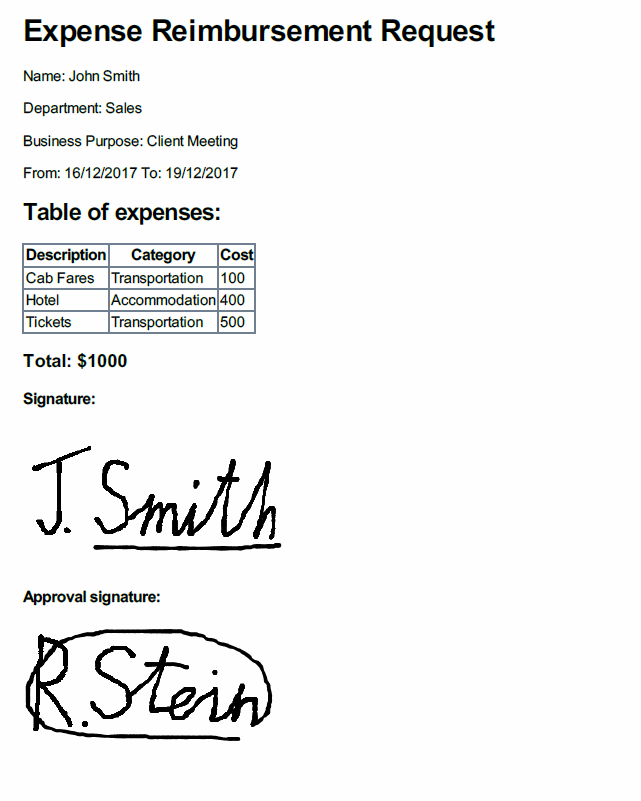 Expense Reimbursement Request
Name: John Smith
Department: Sales
Business Purpose: Client Meeting
From: 16/12/2017 To: 19/12/2017
Table of expenses:
Description Category Cost
Cab Fares Transportation 100
Hotel Accommodation 400
Tickets Transportation 500
Total: $1000
Signature:
J. Smith
Approval signature:
R. Stein